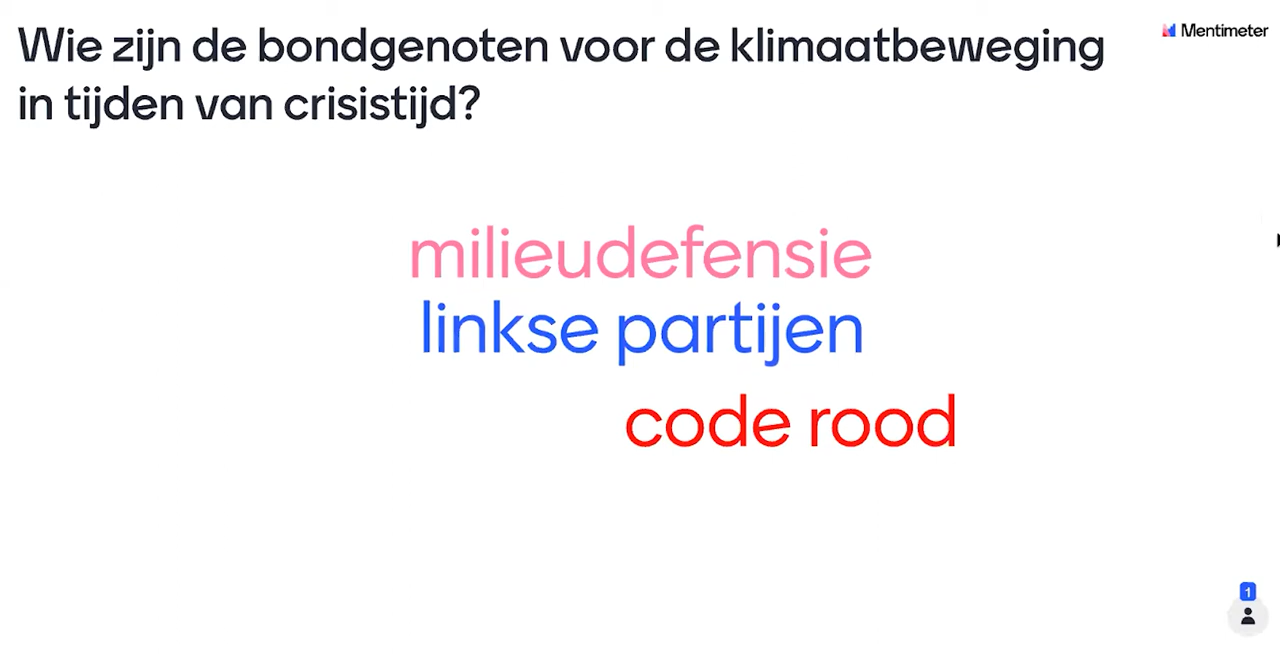 Wie zijn de bondgenoten voor de klimaatbeweging
in tijden van crisistijd?
Mentimeter
milieudefensie
linkse partijen
code rood
1